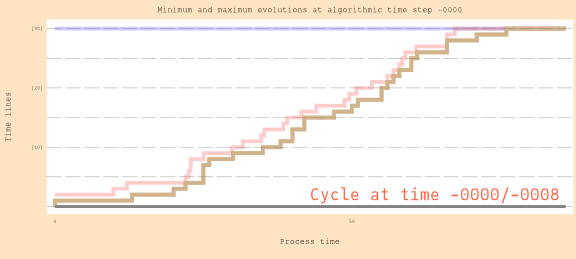 Minimum and maximum evolutions at algorithmic time step -0000
[30]
[20]
[10]
Time lines
Cycle at time -0000/-0008
0
50
Process time